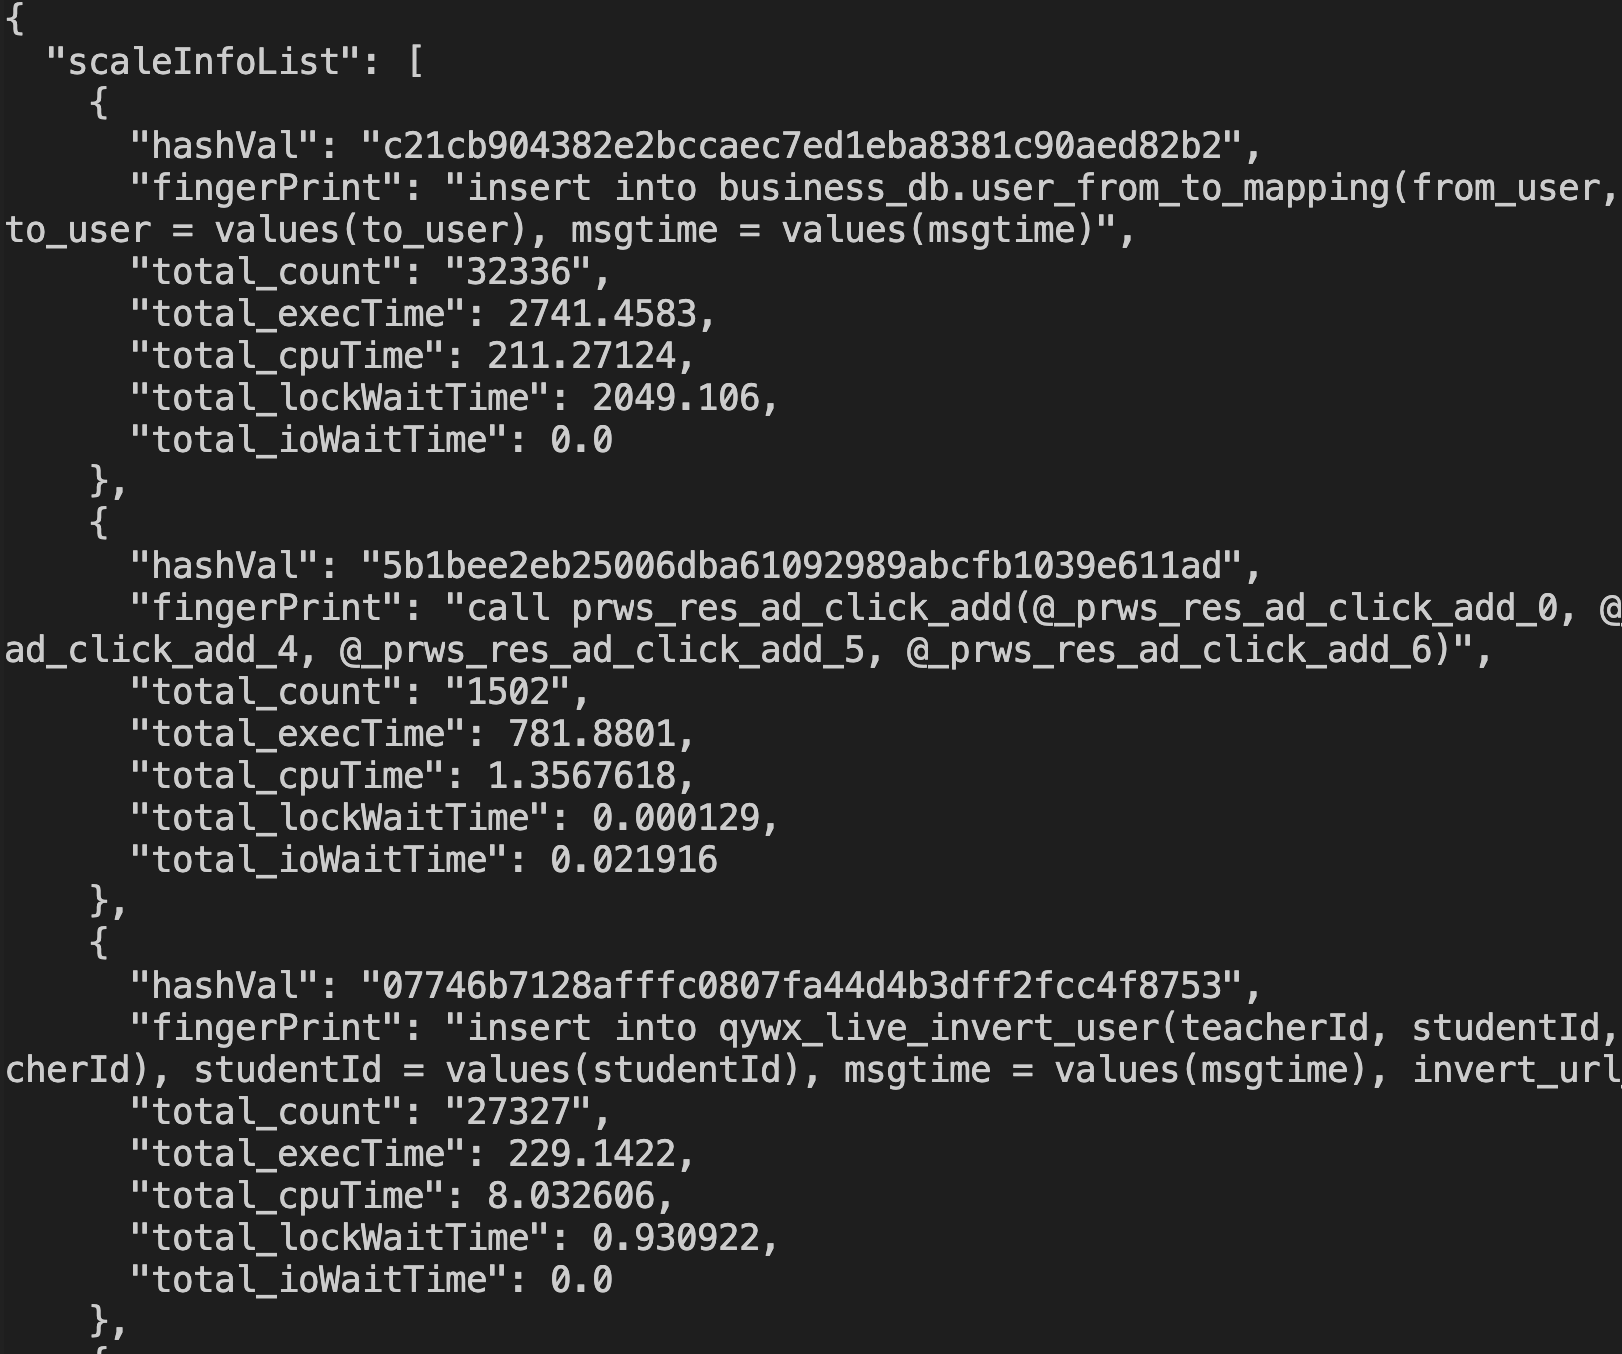 {
  "scaleInfoList": [
    {
      "hashVal": "c21cb904382e2bccaec7ed1eba8381c90aed82b2",
      "fingerPrint": "insert into business_db.user_from_to_mapping(from_user,
to_user = values(to_user), msgtime = values(msgtime)",
      "total_count": "32336",
      "total_execTime": 2741.4583,
      "total_cpuTime": 211.27124,
      "total_lockWaitTime": 2049.106,
      "total_ioWaitTime": 0.0
    },
    {
      "hashVal": "5b1bee2eb25006dba61092989abcfb1039e611ad",
      "fingerPrint": "call prws_res_ad_click_add(@_prws_res_ad_click_add_0, @
ad_click_add_4, @_prws_res_ad_click_add_5, @_prws_res_ad_click_add_6)",
      "total_count": "1502",
      "total_execTime": 781.8801,
      "total_cpuTime": 1.3567618,
      "total_lockWaitTime": 0.000129,
      "total_ioWaitTime": 0.021916
    },
    {
      "hashVal": "07746b7128afffc0807fa44d4b3dff2fcc4f8753",
      "fingerPrint": "insert into qywx_live_invert_user(teacherId, studentId,
cherId), studentId = values(studentId), msgtime = values(msgtime), invert_url_
      "total_count": "27327",
      "total_execTime": 229.1422,
      "total_cpuTime": 8.032606,
      "total_lockWaitTime": 0.930922,
      "total_ioWaitTime": 0.0
    },
    {